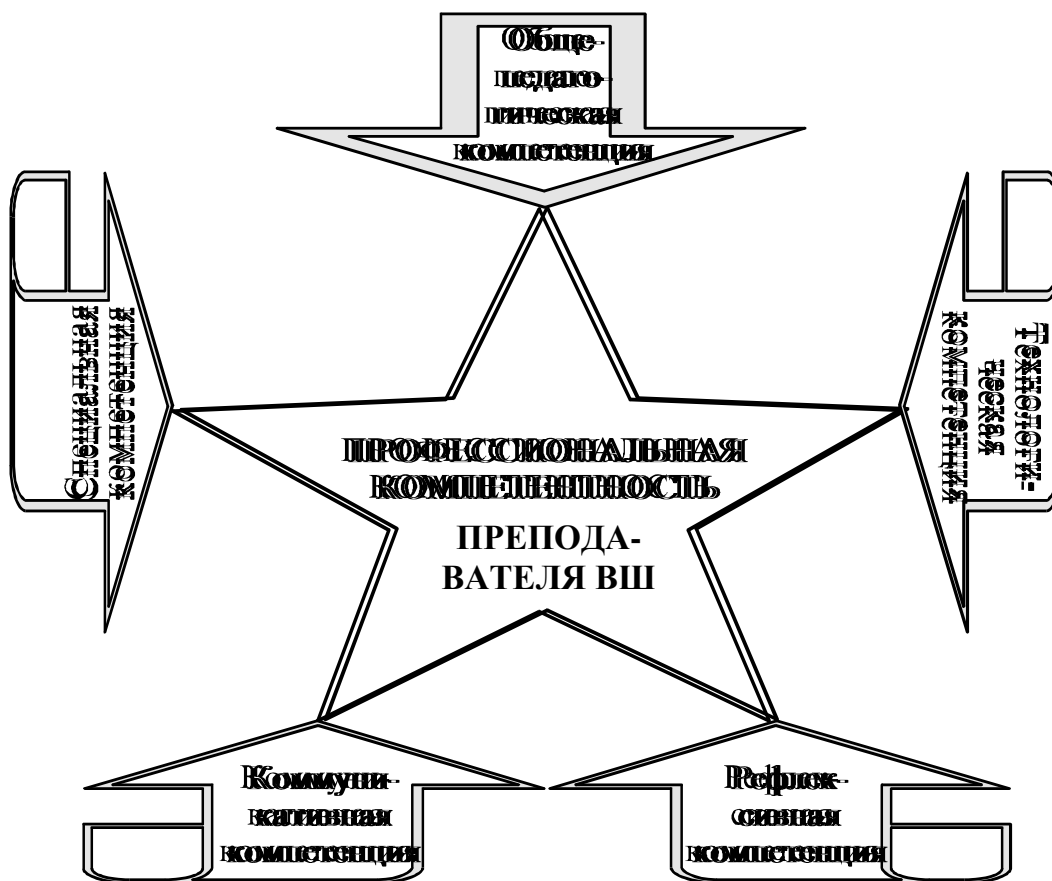 Обще-
педаго-
гическая
компетенция
Специальная
компетенция
Технологи-
ческая
компетенция
ПРОФЕССИОНАЛЬНАЯ
КОМПЕТЕНТНОСТЬ
ПРЕПОДА-
ВАТЕЛЯ ВШ
Коммуни-
кативная
компетенция
Рефлек-
сивная
компетенция